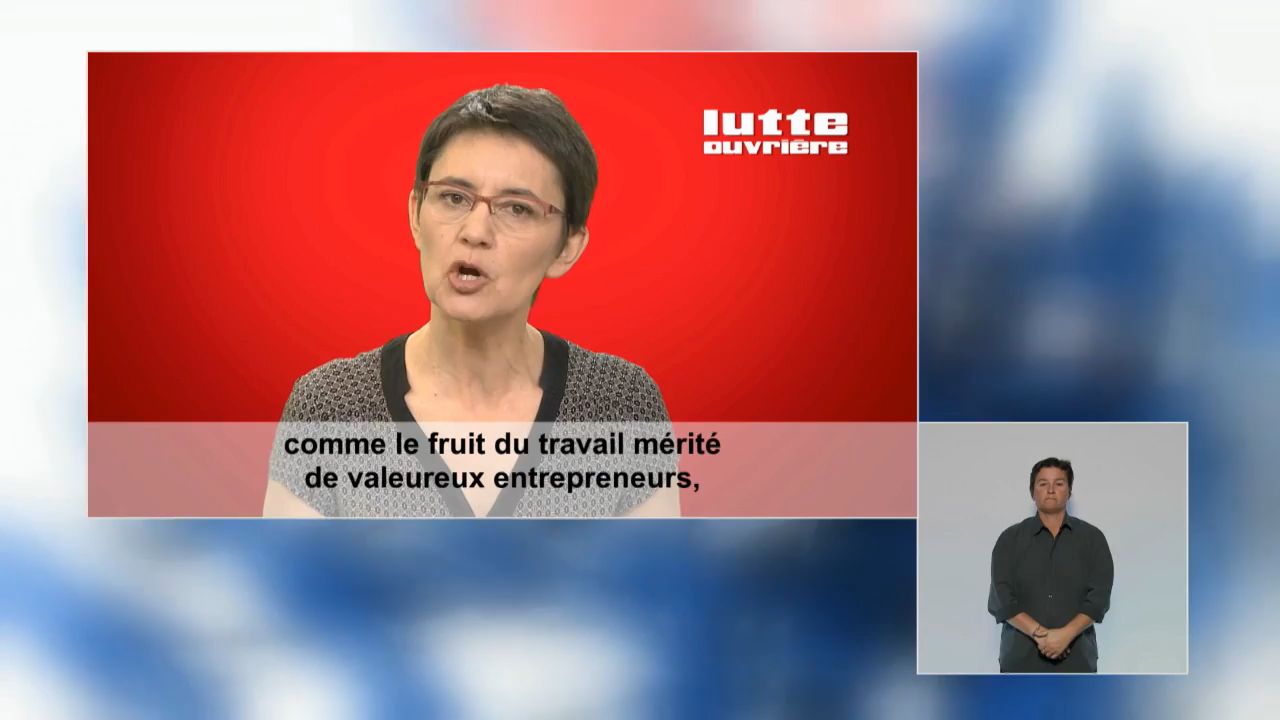 lutte
ouvrière
comme le fruit du travail mérité
de valeureux entrepreneurs,